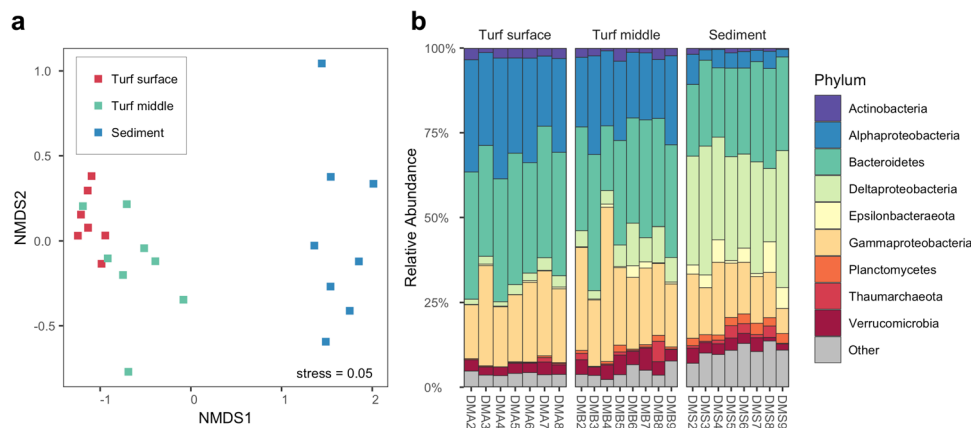 a
b
Turf surface
Turf middle
Sediment
NMDS2
1.0
0.5
0.0
-0.5
-1
0
1
2
NMDS1
stress = 0.05
Turf surface
Turf middle
Sediment
Relative Abundance
100%
75%
50%
25%
0%
DMA2
DMA3
DMA4
DMA5
DMA6
DMA7
DMA8
DMB2
DMB3
DMB4
DMB5
DMB6
DMB7
DMB8
DMB9
DMS2
DMS3
DMS4
DMS5
DMS6
DMS7
DMS8
DMS9
Phylum
Actinobacteria
Alphaproteobacteria
Bacteroidetes
Deltaproteobacteria
Epsilonbacteraeota
Gammaproteobacteria
Planctomycetes
Thaumarchaeota
Verrucomicrobia
Other